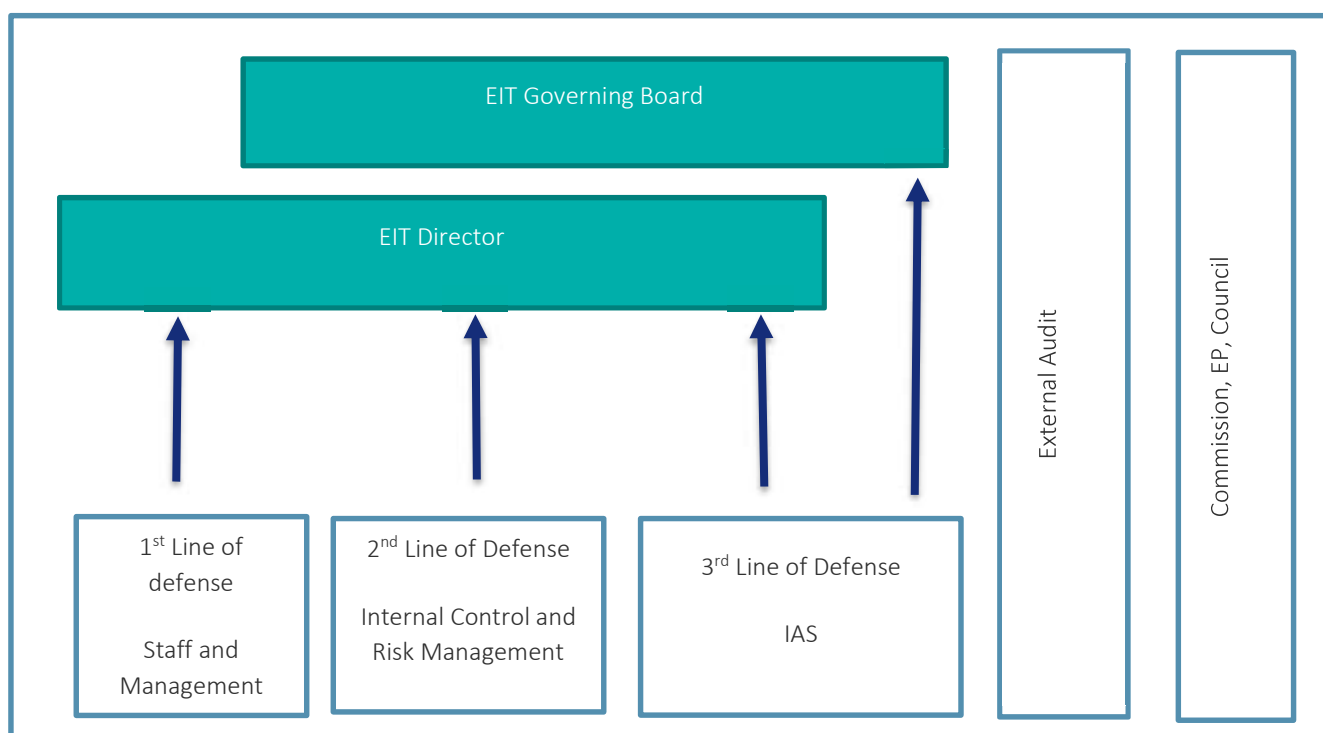 EIT Governing Board
EIT Director
1st Line of
defense
Staff and
Management
2nd Line of Defense
Internal Control and
Risk Management
3rd Line of Defense
IAS
External Audit
Commission, EP, Council